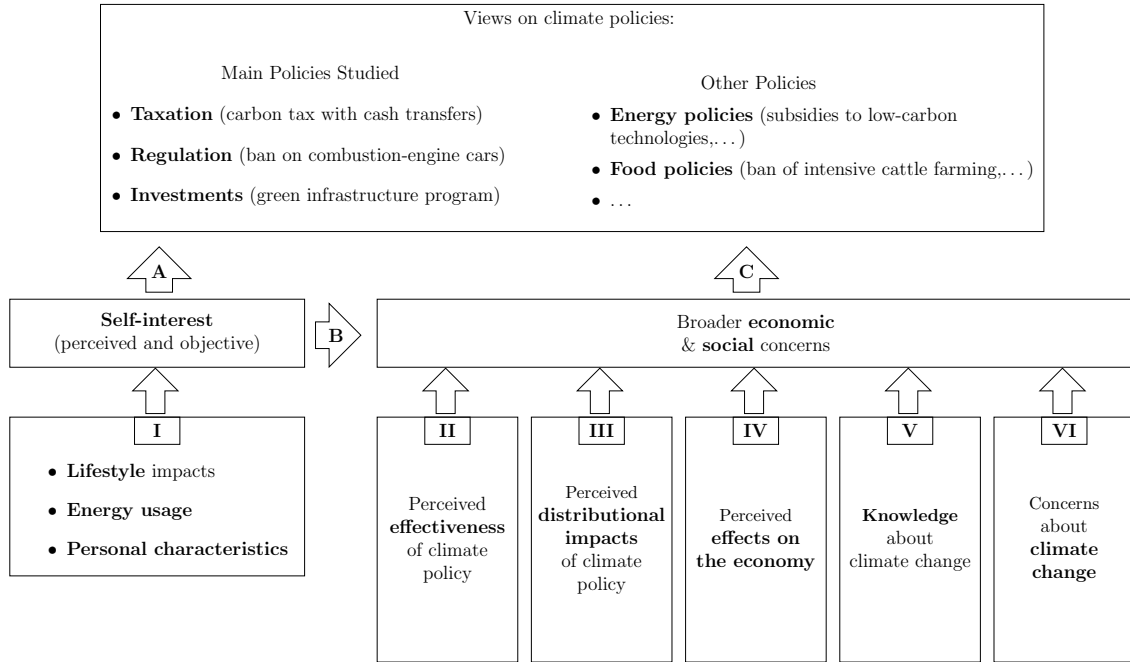 Views on climate policies:
Main Policies Studied
• Taxation (carbon tax with cash transfers)
• Regulation (ban on combustion-engine cars)
• Investments (green infrastructure program)
Other Policies
• Energy policies (subsidies to low-carbon
technologies,...)
• Food policies (ban of intensive cattle farming,...)
• ...
A
C
Self-interest
(perceived and objective)
B
Broader economic
& social concerns
I
• Lifestyle impacts
• Energy usage
• Personal characteristics
II
Perceived
effectiveness
of climate
policy
III
Perceived
distributional
impacts
of climate
policy
IV
Perceived
effects on
the economy
V
Knowledge
about
climate change
VI
Concerns
about
climate
change